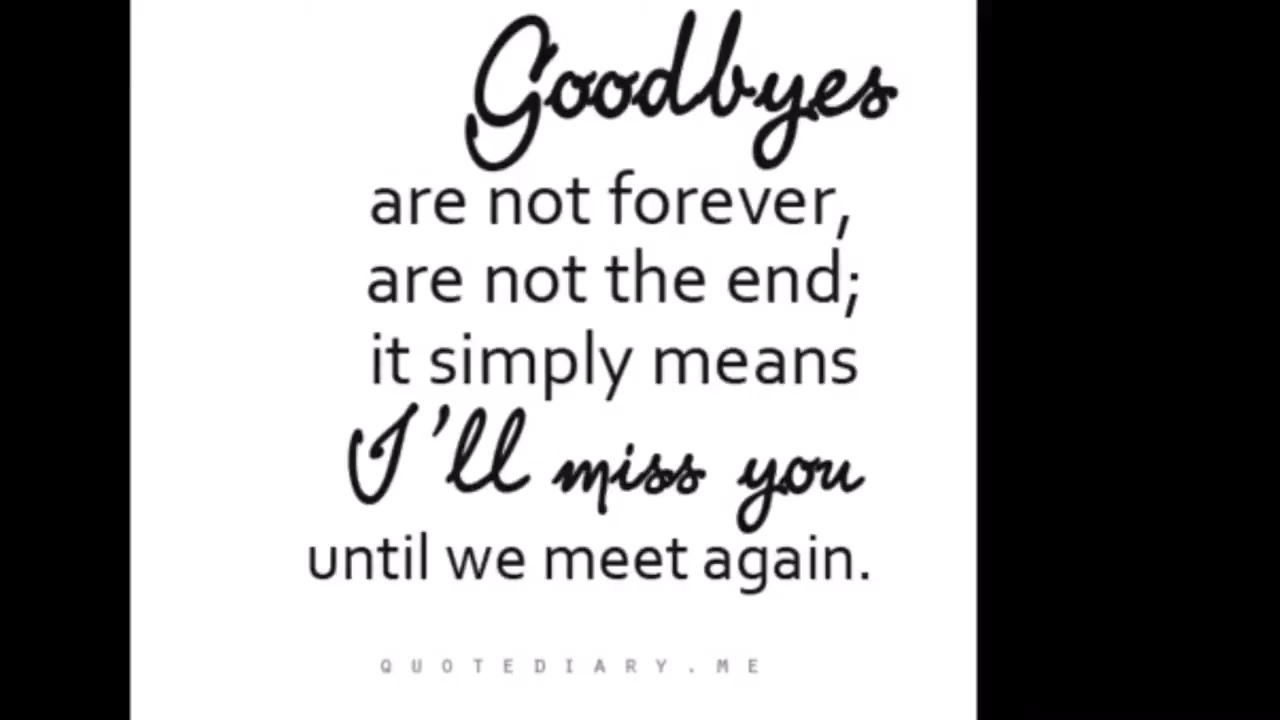 Goodbyes
are not forever,
are not the end;
it simply means
I'll miss you
until we meet again.
QUOTEDIARY.ME